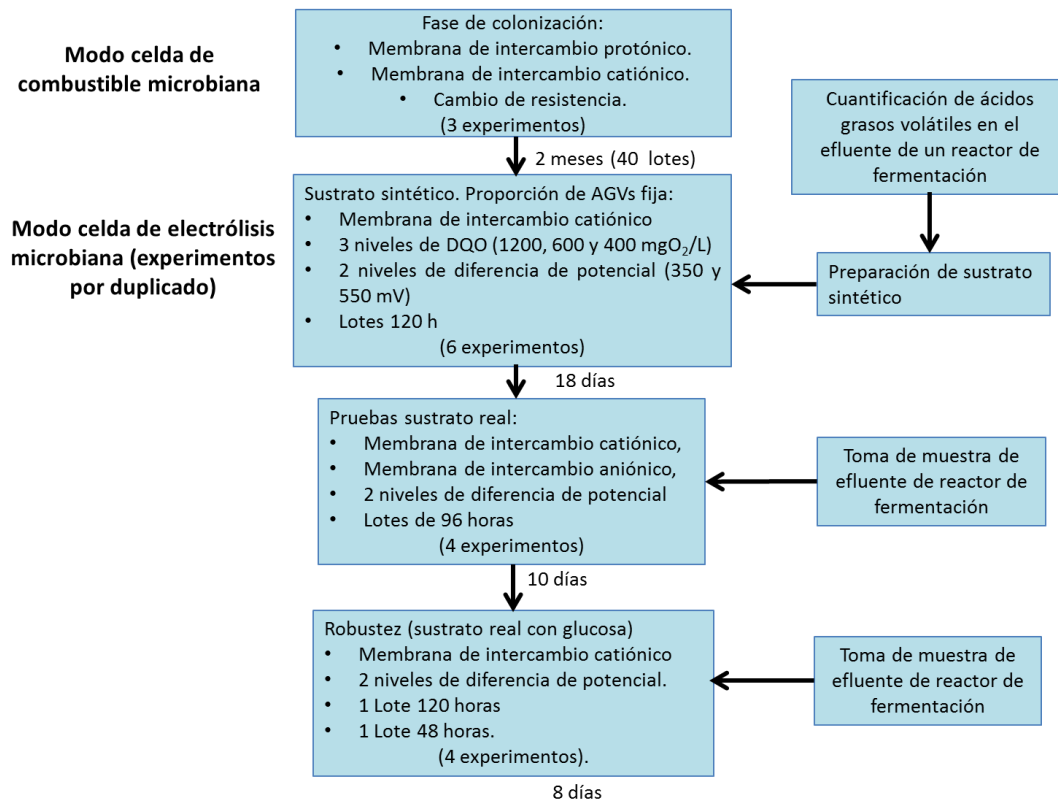 Modo celda de
combustible microbiana
Fase de colonización:
• Membrana de intercambio protónico.
• Membrana de intercambio catiónico.
• Cambio de resistencia.
(3 experimentos)
2 meses (40 lotes)
Cuantificación de ácidos
grasos volátiles en el
efluente de un reactor de
fermentación
Modo celda de electrólisis
microbiana (experimentos
por duplicado)
Sustrato sintético. Proporción de AGVs fija:
• Membrana de intercambio catiónico
• 3 niveles de DQO (1200, 600 y 400 mgO₂/L)
• 2 niveles de diferencia de potencial (350 y
550 mV)
• Lotes 120 h
(6 experimentos)
Preparación de sustrato
sintético
18 días
Pruebas sustrato real:
• Membrana de intercambio catiónico,
• Membrana de intercambio aniónico,
• 2 niveles de diferencia de potencial
• Lotes de 96 horas
(4 experimentos)
Toma de muestra de
efluente de reactor de
fermentación
10 días
Robustez (sustrato real con glucosa)
• Membrana de intercambio catiónico
• 2 niveles de diferencia de potencial.
• 1 Lote 120 horas
• 1 Lote 48 horas.
(4 experimentos).
Toma de muestra de
efluente de reactor de
fermentación
8 días